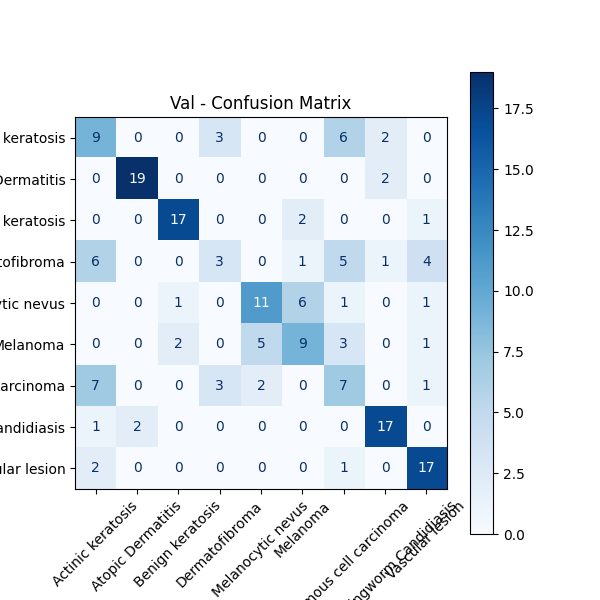 Val - Confusion Matrix
keratosis 9 0 0 3 0 0 6 2 0
Dermatitis 0 19 0 0 0 0 0 2 0
keratosis 0 0 17 0 0 2 0 0 1
tofibroma 6 0 0 3 0 1 5 1 4
tic nevus 0 0 1 0 11 6 1 0 1
Melanoma 0 0 2 0 5 9 3 0 1
arcinoma 7 0 0 3 2 0 7 0 1
andidiasis 1 2 0 0 0 0 0 17 0
lar lesion 2 0 0 0 0 0 1 0 17
Actinic keratosis
Atopic Dermatitis
Benign keratosis
Dermatofibroma
Melanocytic nevus
Melanoma
mous cell carcinoma
ingworm Candidiasis
Vascular lesion
17.5
15.0
12.5
10.0
7.5
5.0
2.5
0.0